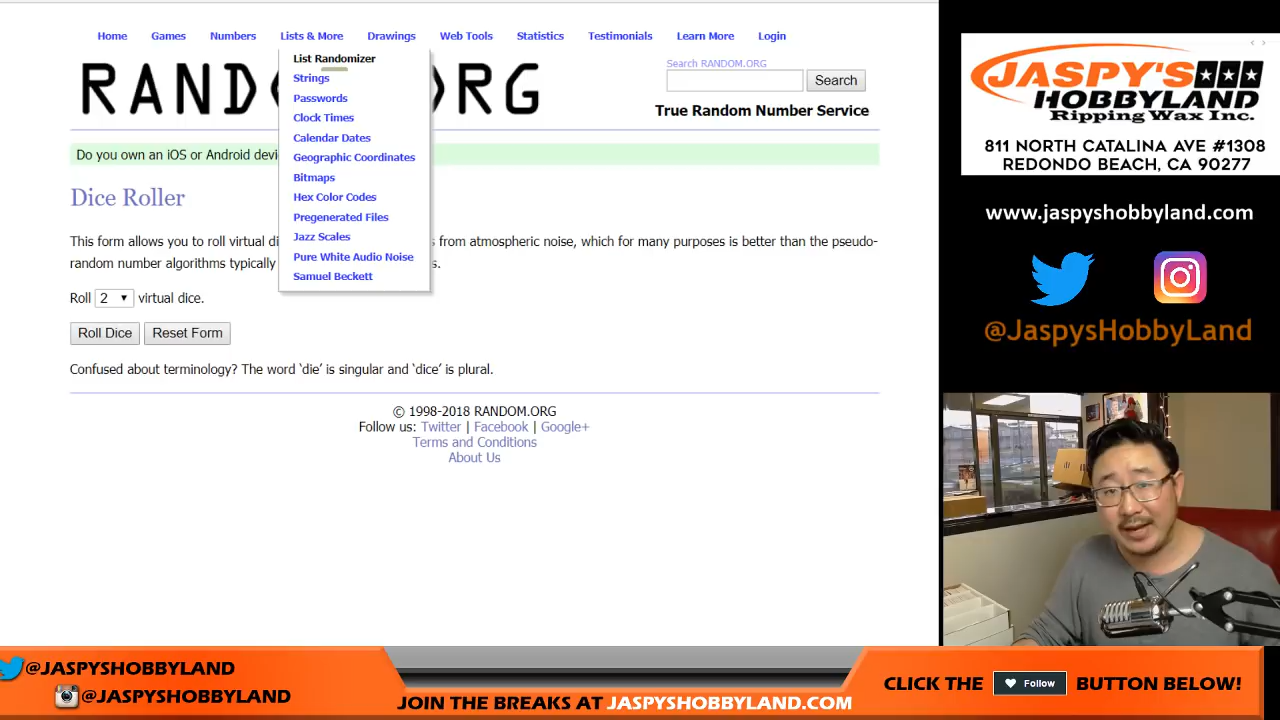 Home Games Numbers Lists & More Drawings Web Tools Statistics Testimonials Learn More Login
List Randomizer
Strings
Passwords
Clock Times
Calendar Dates
Geographic Coordinates
Bitmaps
Hex Color Codes
Pregenerated Files
Jazz Scales
Pure White Audio Noise
Samuel Beckett
RAND RG
Search RANDOM.ORG
Search
True Random Number Service
Do you own an iOS or Android devi
Dice Roller
This form allows you to roll virtual di s from atmospheric noise, which for many purposes is better than the pseudo-
random number algorithms typically s.
Roll 2 virtual dice.
Roll Dice Reset Form
Confused about terminology? The word ‘die’ is singular and ‘dice’ is plural.
© 1998-2018 RANDOM.ORG
Follow us: Twitter | Facebook | Google+
Terms and Conditions
About Us
JASPY'S
HOBBYLAND
Ripping Wax Inc.
811 NORTH CATALINA AVE #1308
REDONDO BEACH, CA 90277
www.jaspyshobbyland.com
@JaspysHobbyLand
@JASPYSHOBBYLAND
@JASPYSHOBBYLAND
JOIN THE BREAKS AT JASPYSHOBBYLAND.COM
CLICK THE Follow BUTTON BELOW!